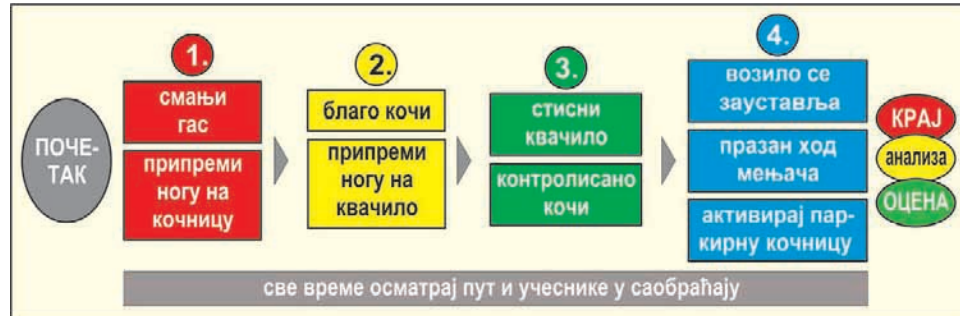 ПОЧЕ-
ТАК
1.
смањи
гас
припреми
ногу на
кочницу
2.
благо кочи
припреми
ногу на
квачило
3.
стисни
квачило
контролисано
кочи
4.
возило се
зауставља
празан ход
мењача
активирај пар-
кирну кочницу
КРАЈ
анализа
ОЦЕНА
све време осматрај пут и учеснике у саобраћају